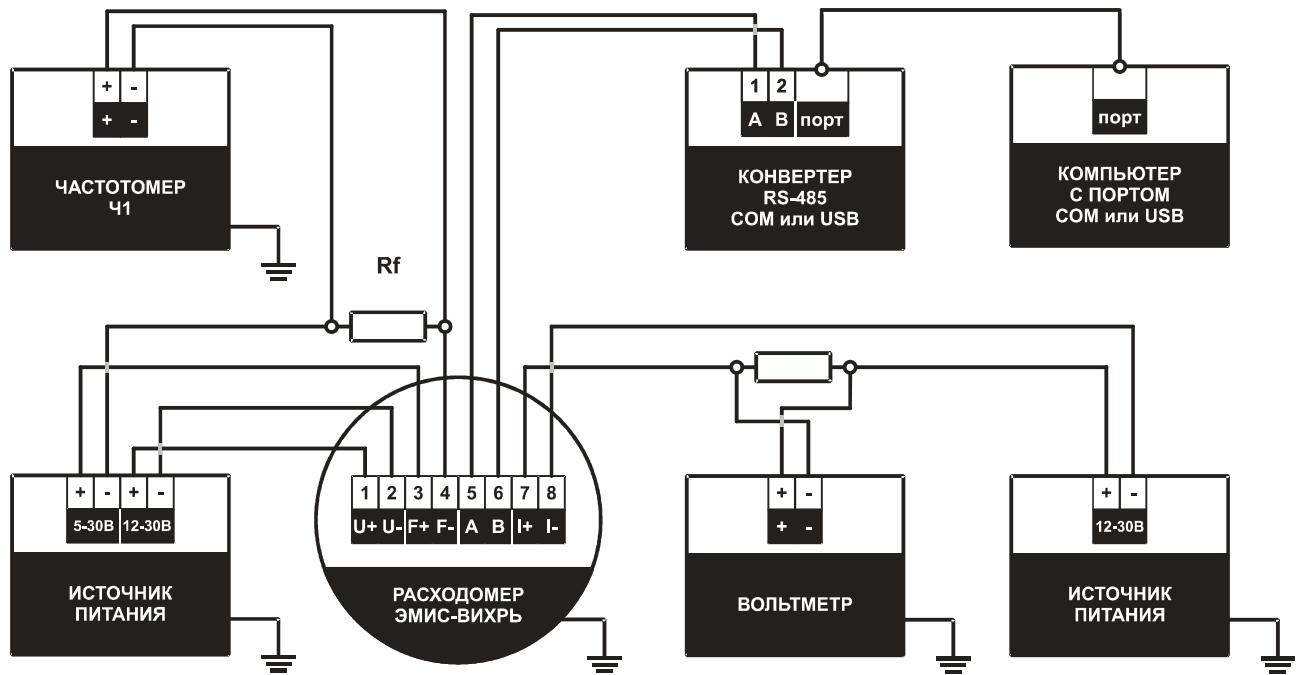 + -
+ -
ЧАСТОТОМЕР
Ч1
1 2
A B порт
КОНВЕРТЕР
RS-485
COM или USB
порт
КОМПЬЮТЕР
С ПОРТОМ
COM или USB
Rf
+ - + -
5-30В 12-30В
ИСТОЧНИК
ПИТАНИЯ
1 2 3 4 5 6 7 8
U+ U- F+ F- A B I+ I-
РАСХОДОМЕР
ЭМИС-ВИХРЬ
+ -
+ -
ВОЛЬТМЕТР
+ -
12-30В
ИСТОЧНИК
ПИТАНИЯ